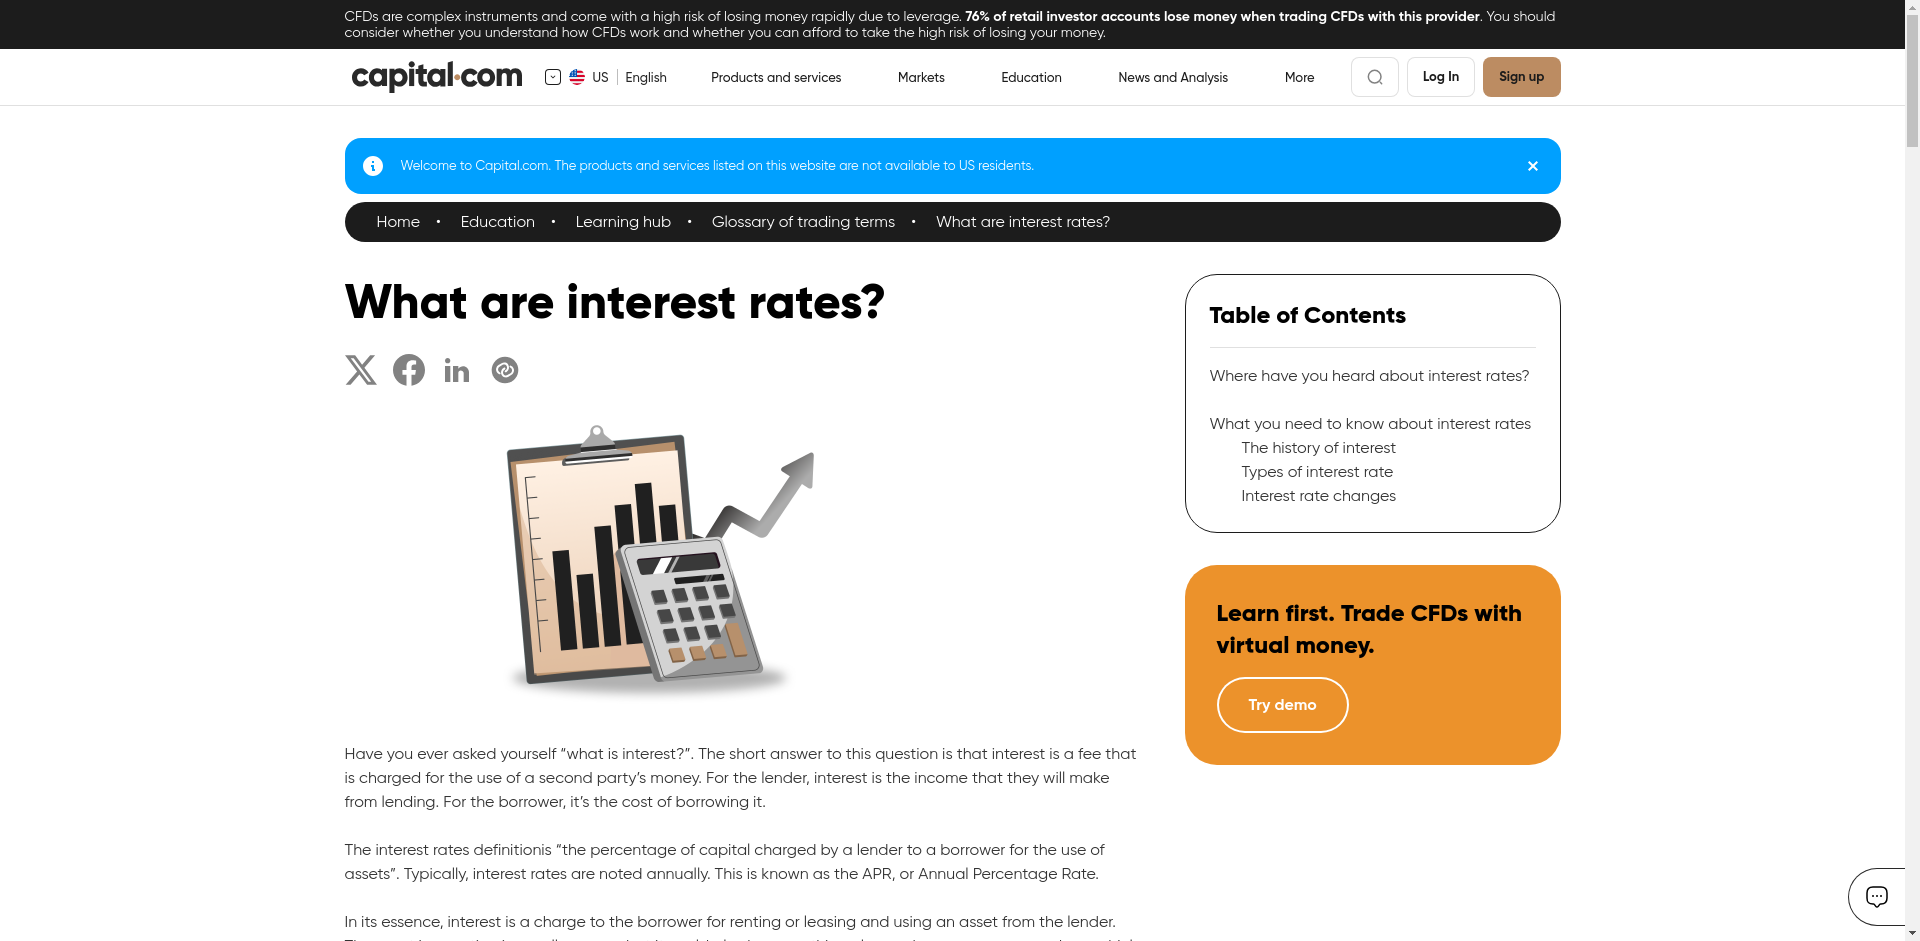 CFDs are complex instruments and come with a high risk of losing money rapidly due to leverage. 76% of retail investor accounts lose money when trading CFDs with this provider. You should
consider whether you understand how CFDs work and whether you can afford to take the high risk of losing your money.
capital.com
US
English
Products and services
Markets
Education
News and Analysis
More
Log In
Sign up
Welcome to Capital.com. The products and services listed on this website are not available to US residents.
Home • Education • Learning hub • Glossary of trading terms • What are interest rates?
What are interest rates?
Have you ever asked yourself “what is interest?”. The short answer to this question is that interest is a fee that
is charged for the use of a second party’s money. For the lender, interest is the income that they will make
from lending. For the borrower, it’s the cost of borrowing it.
The interest rates definitionis “the percentage of capital charged by a lender to a borrower for the use of
assets”. Typically, interest rates are noted annually. This is known as the APR, or Annual Percentage Rate.
In its essence, interest is a charge to the borrower for renting or leasing and using an asset from the lender.
Table of Contents
Where have you heard about interest rates?
What you need to know about interest rates
The history of interest
Types of interest rate
Interest rate changes
Learn first. Trade CFDs with
virtual money.
Try demo